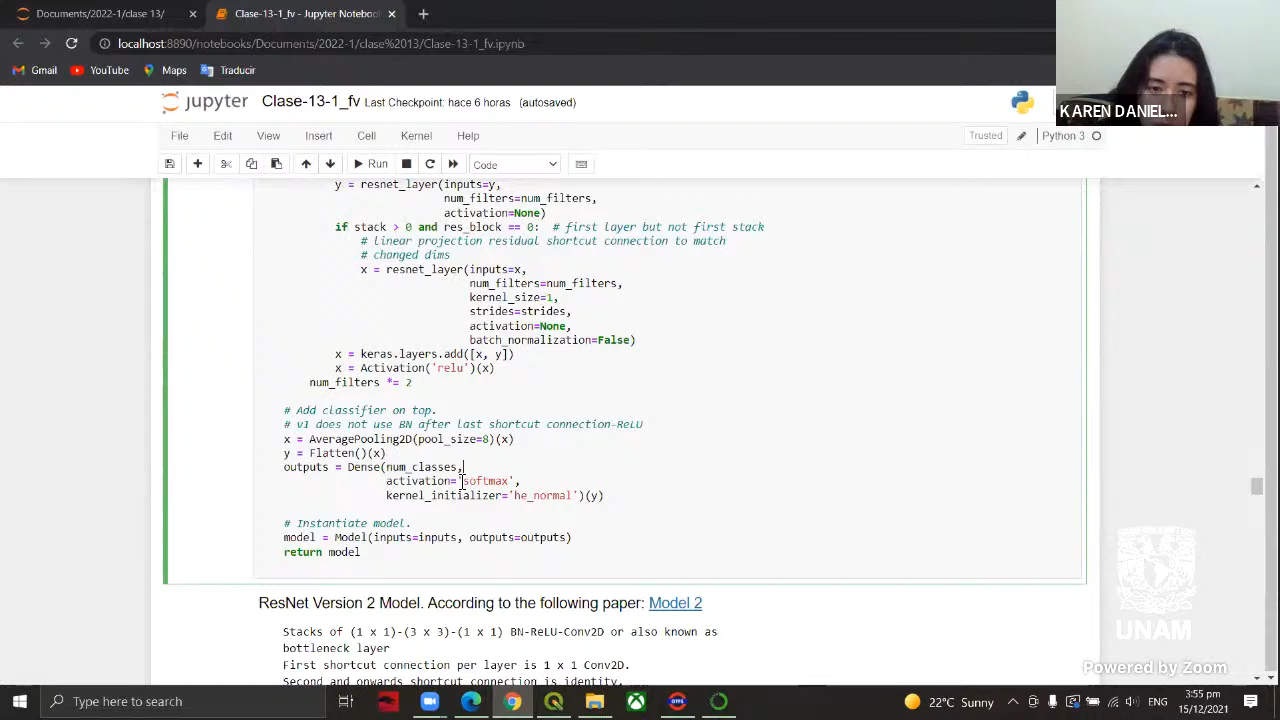 Documents/2022-1/clase 13/
Clase-13-1_fv - Jupyter Noteboo
localhost:8890/notebooks/Documents/2022-1/clase%2013/Clase-13-1_fv.ipynb
Gmail YouTube Maps Traducir
KAREN DANIEL...
jupyter Clase-13-1_fv Last Checkpoint: hace 6 horas (autosaved)
File Edit View Insert Cell Kernel Help
Trusted Python 3
Run Code
y = resnet_layer(inputs=y,
num_filters=num_filters,
activation=None)
if stack > 0 and res_block == 0:  # first layer but not first stack
# linear projection residual shortcut connection to match
# changed dims
x = resnet_layer(inputs=x,
num_filters=num_filters,
kernel_size=1,
strides=strides,
activation=None,
batch_normalization=False)
x = keras.layers.add([x, y])
x = Activation('relu')(x)
num_filters *= 2
# Add classifier on top.
# v1 does not use BN after last shortcut connection-ReLU
x = AveragePooling2D(pool_size=8)(x)
y = Flatten()(x)
outputs = Dense(num_classes,
activation='softmax',
kernel_initializer='he_normal')(y)
# Instantiate model.
model = Model(inputs=inputs, outputs=outputs)
return model
ResNet Version 2 Model. According to the following paper: Model 2
Stacks of (1 x 1)-(3 x 3)-(1 x 1) BN-ReLU-Conv2D or also known as
bottleneck layer
First shortcut connection per layer is 1 x 1 Conv2D.
Second and onwards shortcut connection is identity.
UNAM
Powered by Zoom
Type here to search
22°C Sunny
ESP
3:55 pm
15/12/2021